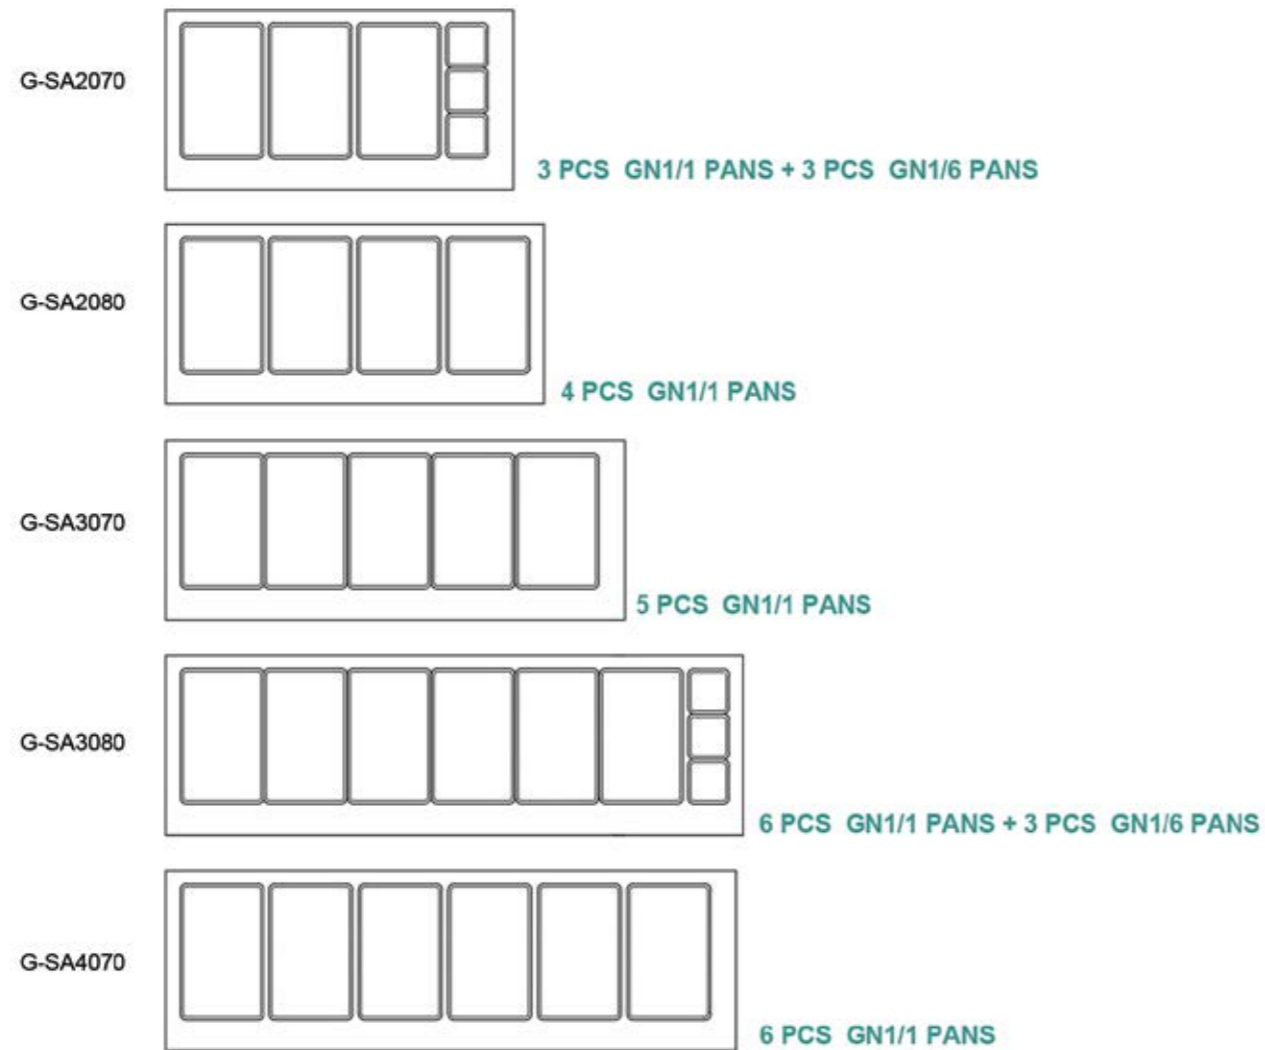 G-SA2070
3 PCS GN1/1 PANS + 3 PCS GN1/6 PANS
G-SA2080
4 PCS GN1/1 PANS
G-SA3070
5 PCS GN1/1 PANS
G-SA3080
6 PCS GN1/1 PANS + 3 PCS GN1/6 PANS
G-SA4070
6 PCS GN1/1 PANS